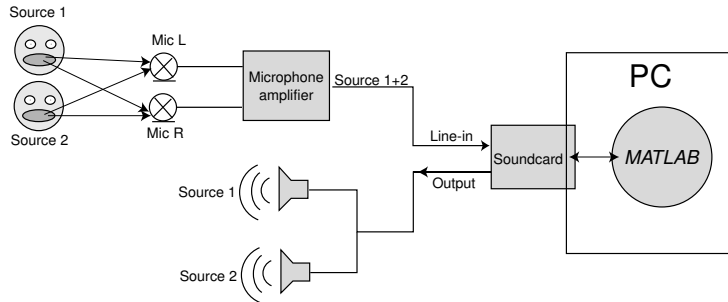 Source 1
Mic L
Microphone
amplifier
Source 1+2
PC
Source 2
Mic R
Line-in
Soundcard
MATLAB
Source 1
Output
Source 2